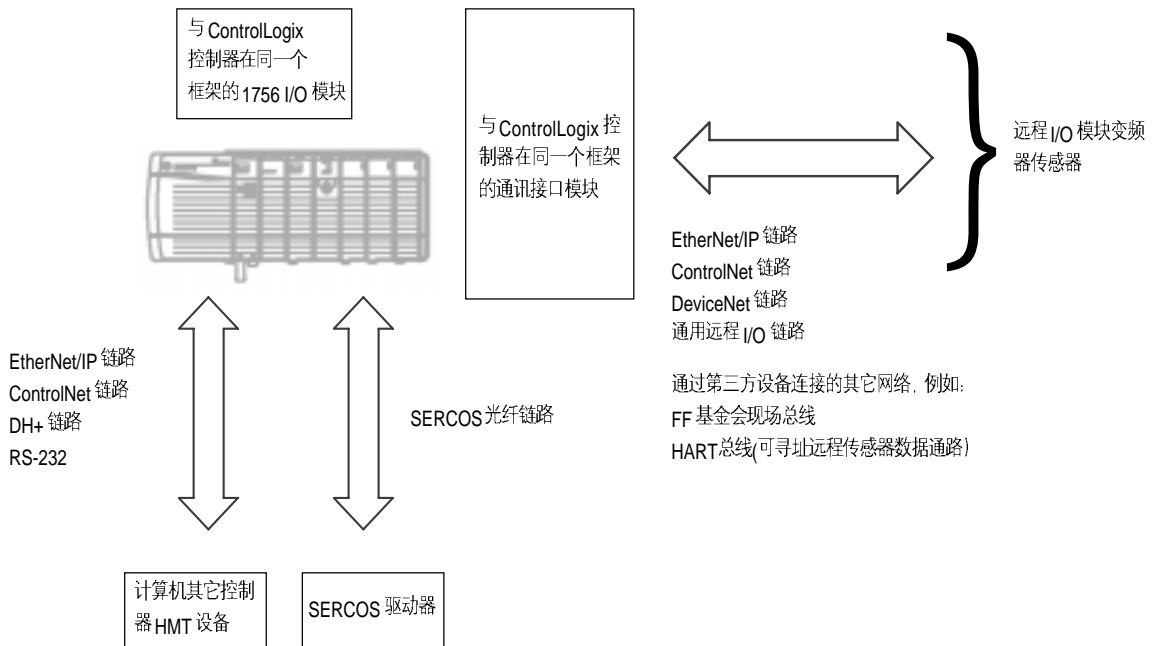 与ControlLogix
控制器在同一个
框架的1756 I/O 模块
与ControlLogix 控
制器在同一个框架
的通讯接口模块
远程I/O 模块变频
器传感器
EtherNet/IP 链路
ControlNet 链路
DeviceNet 链路
通用远程I/O 链路
通过第三方设备连接的其它网络, 例如:
FF 基金会现场总线
HART总线(可寻址远程传感器数据通路)
EtherNet/IP 链路
ControlNet 链路
DH+ 链路
RS-232
SERCOS光纤链路
计算机其它控制
器HMT 设备
SERCOS 驱动器